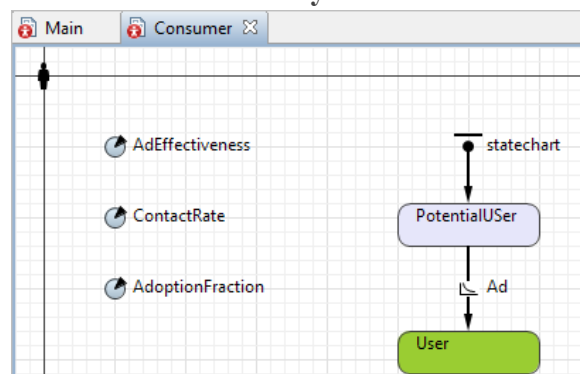 Main
Consumer
AdEffectiveness
statechart
ContactRate
PotentialUSer
AdoptionFraction
Ad
User